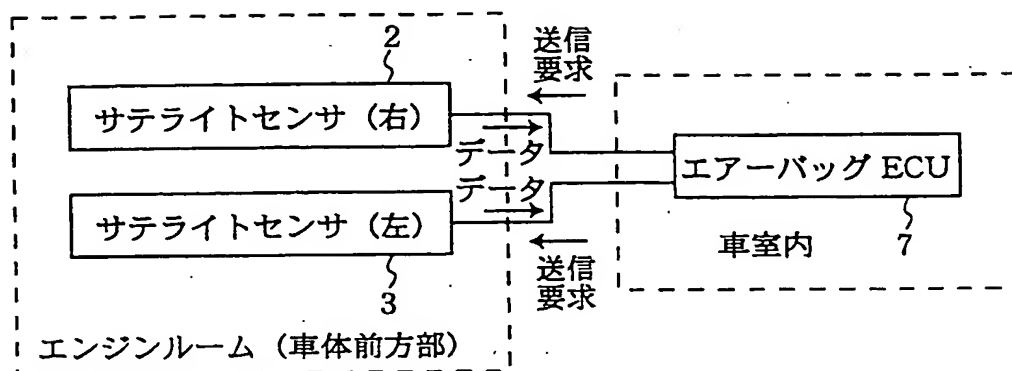 2
送信
要求
サテライトセンサ (右)
データ
データ
エアーバッグ ECU
サテライトセンサ (左)
車室内
7
3
送信
要求
エンジンルーム (車体前方部)